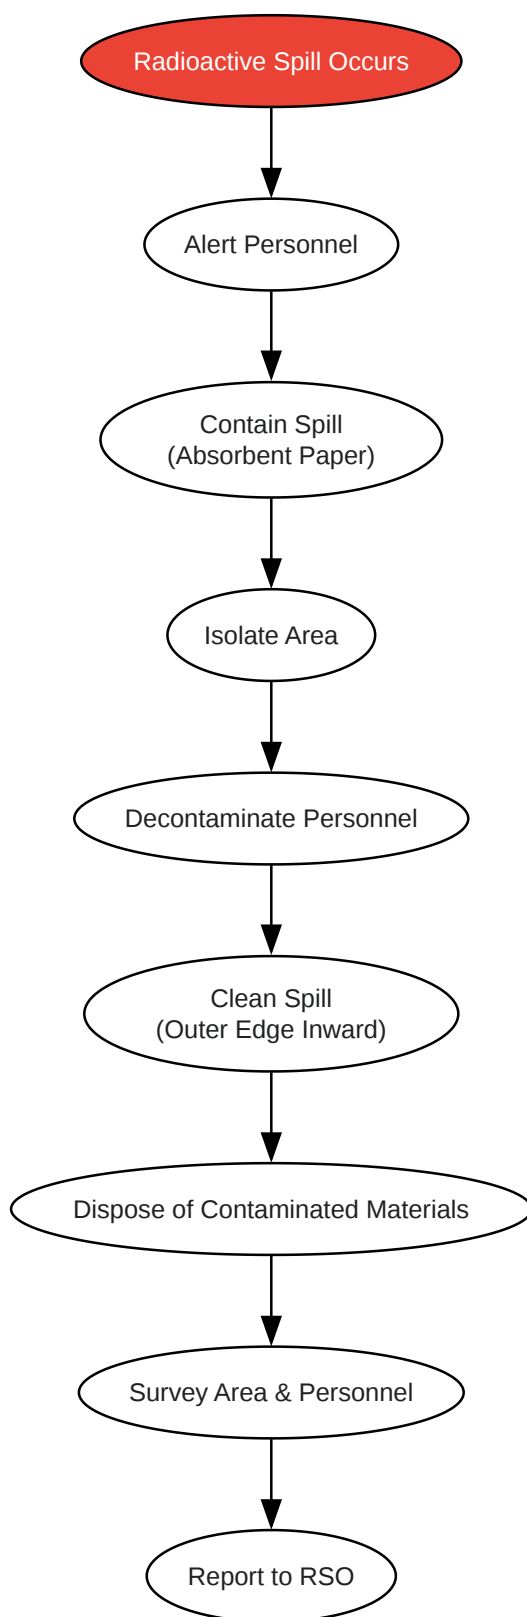 Radioactive Spill Occurs
Alert Personnel
Contain Spill
(Absorbent Paper)
Isolate Area
Decontaminate Personnel
Clean Spill
(Outer Edge Inward)
Dispose of Contaminated Materials
Survey Area & Personnel
Report to RSO